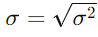 σ = √σ²